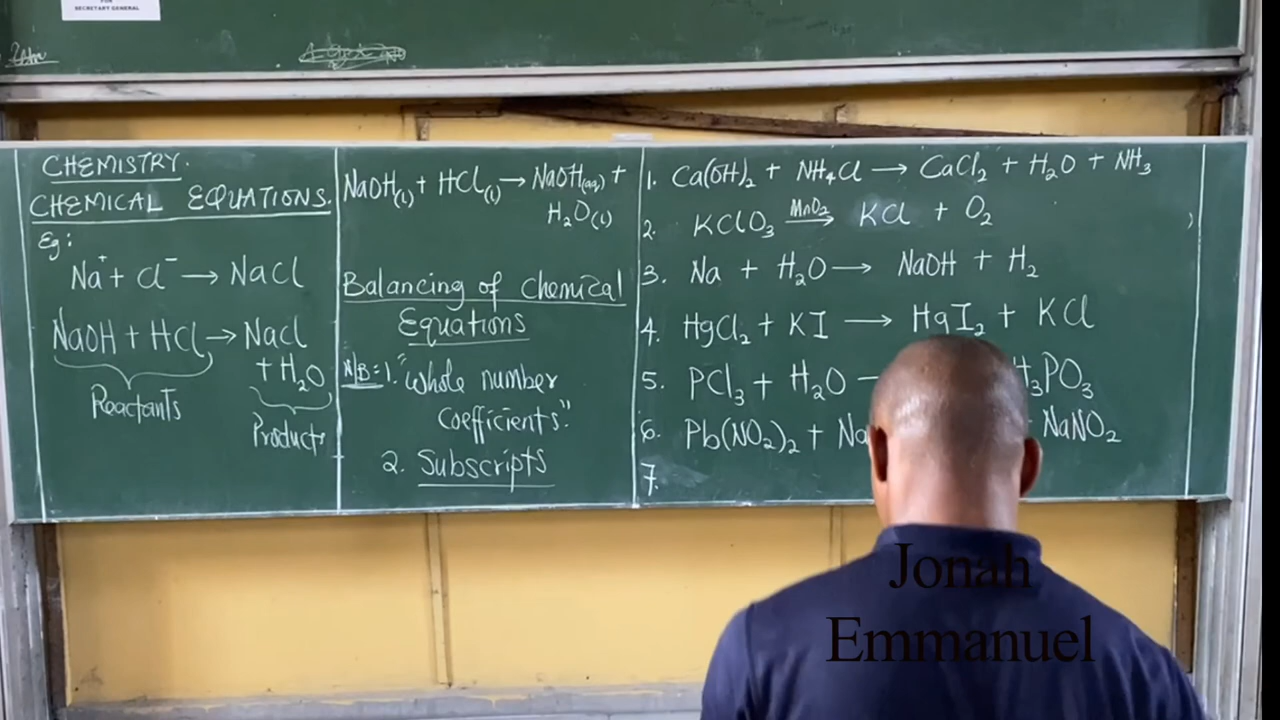 FOR
SECRETARY GENERAL
CHEMISTRY.
CHEMICAL EQUATIONS.
Eg:
Na⁺ + Cl⁻ → NaCl
NaOH + HCl → NaCl
+ H₂O
Reactants
Products
NaOH(l) + HCl(l) → NaOH(aq) +
H₂O(l)
Balancing of chemical
Equations
N/B:- 1. "Whole number
coefficients."
2. Subscripts
1. Ca(OH)₂ + NH₄Cl → CaCl₂ + H₂O + NH₃
2. KClO₃ MnO₂→ KCl + O₂
3. Na + H₂O → NaOH + H₂
4. HgCl₂ + KI → HgI₂ + KCl
5. PCl₃ + H₂O H₃PO₃
6. Pb(NO₂)₂ + Na NaNO₂
7.
Jonah
Emmanuel